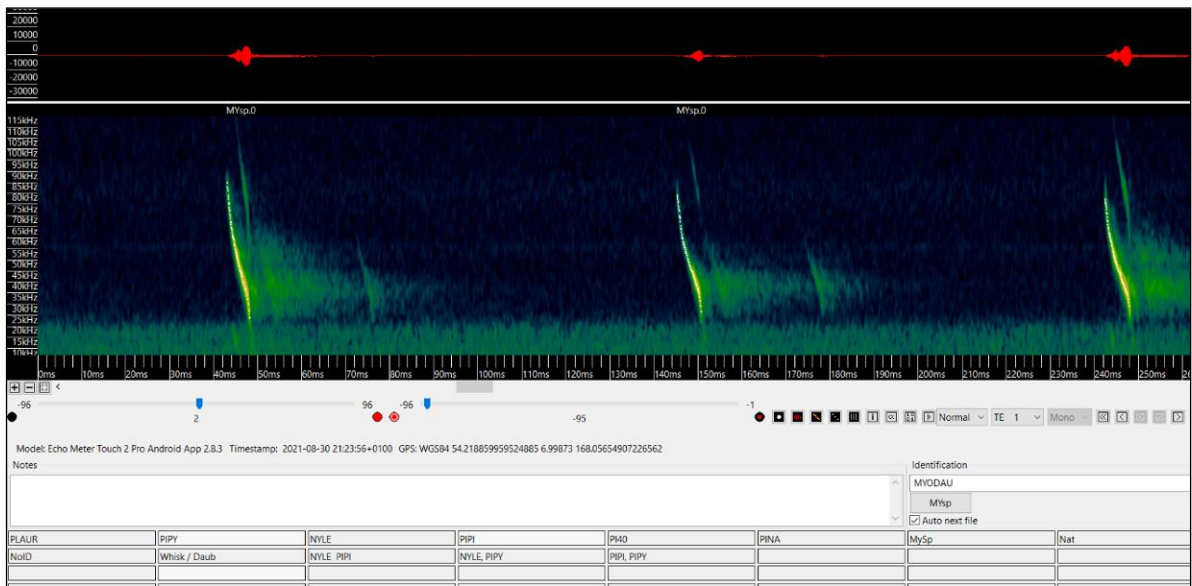 20000
10000
0
-10000
-20000
-30000
MYsp.0 MYsp.0
115kHz
110kHz
105kHz
100kHz
95kHz
90kHz
85kHz
80kHz
75kHz
70kHz
65kHz
60kHz
55kHz
50kHz
45kHz
40kHz
35kHz
30kHz
25kHz
20kHz
15kHz
10kHz
0ms 10ms 20ms 30ms 40ms 50ms 60ms 70ms 80ms 90ms 100ms 110ms 120ms 130ms 140ms 150ms 160ms 170ms 180ms 190ms 200ms 210ms 220ms 230ms 240ms 250ms
-96 96 -96 -1
2 -95
Normal TE 1 Mono
Model: Echo Meter Touch 2 Pro Android App 2.8.3 Timestamp: 2021-08-30 21:23:56+0100 GPS: WGS84 54.218859959524885 6.99873 168.05654907226562
Notes Identification
MYODAU
MYsp
Auto next file
PLAUR PIPY NYLE PIPI PI40 PINA MySp Nat
NoID Whisk / Daub NYLE PIPI NYLE, PIPY PIPI, PIPY